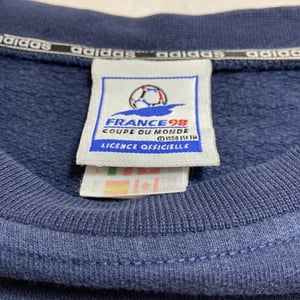 adidas adidas adidas adidas
FRANCE 98
COUPE DU MONDE
LICENCE OFFICIELLE